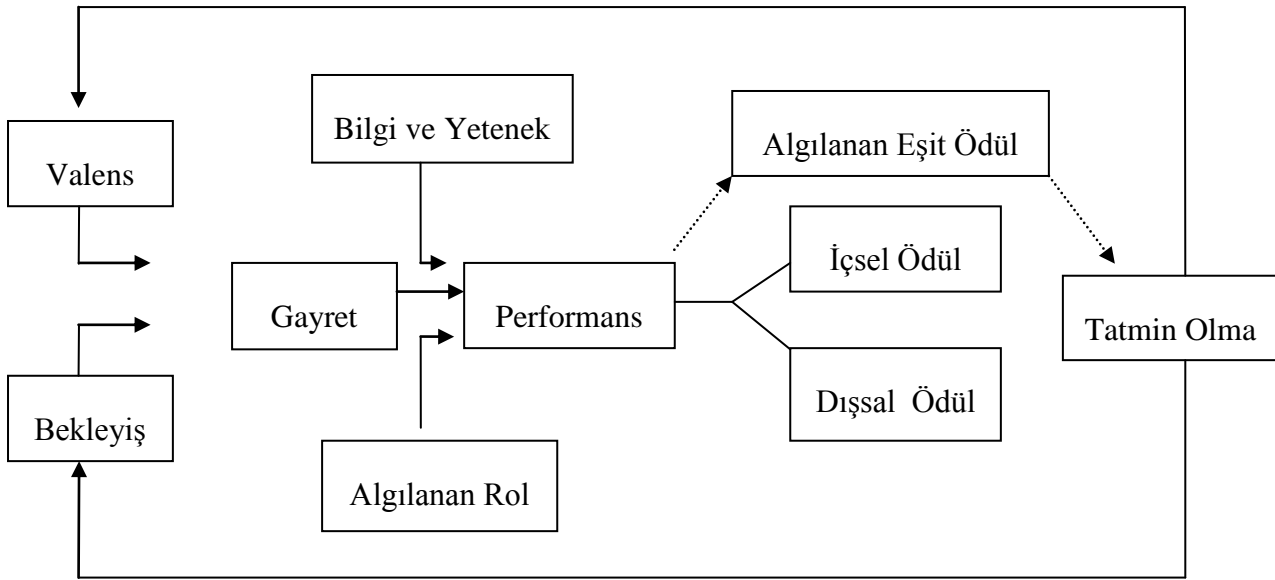 Bilgi ve Yetenek
Algılanan Eşit Ödül
Valens
İçsel Ödül
Gayret
Performans
Tatmin Olma
Bekleyiş
Dışsal  Ödül
Algılanan Rol